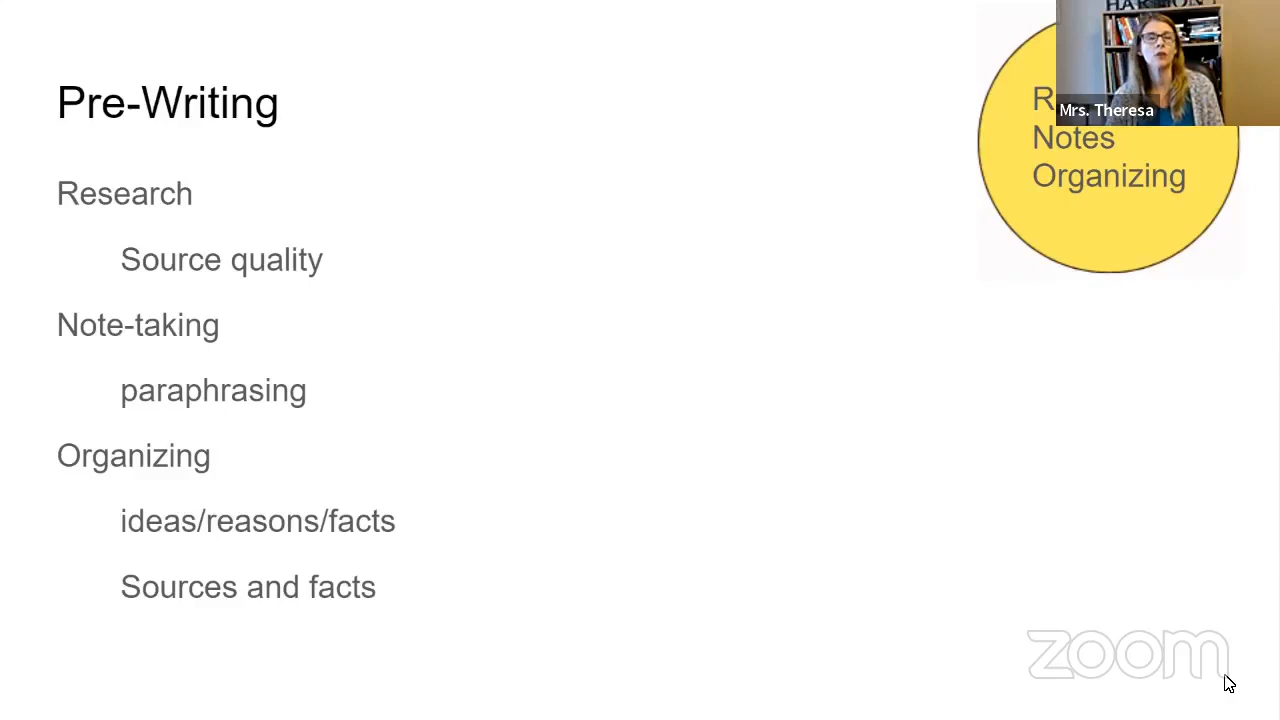 Pre-Writing
Research
Source quality
Note-taking
paraphrasing
Organizing
ideas/reasons/facts
Sources and facts
Notes
Organizing
Mrs. Theresa
zoom